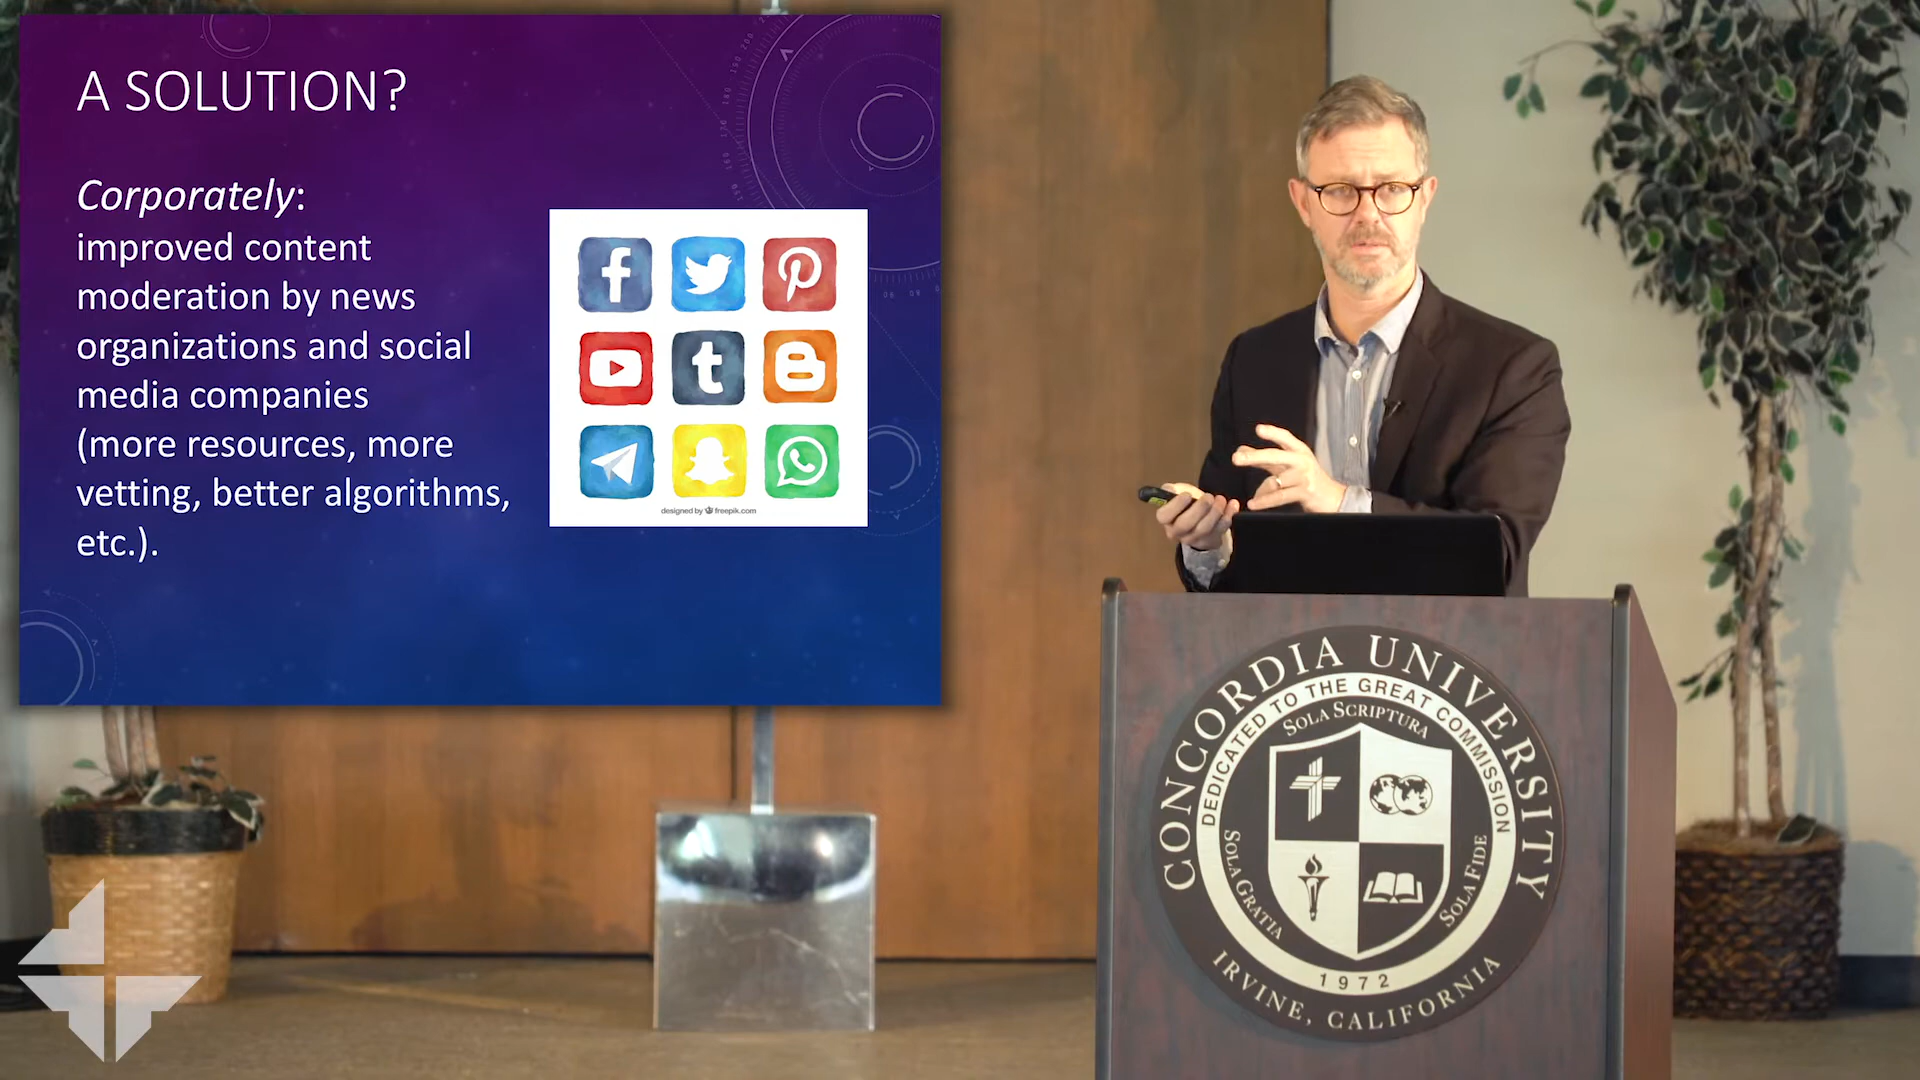 A SOLUTION?
Corporately:
improved content
moderation by news
organizations and social
media companies
(more resources, more
vetting, better algorithms,
etc.).
designed by freepik.com
CONCORDIA UNIVERSITY
DEDICATED TO THE GREAT COMMISSION
SOLA SCRIPTURA
SOLA GRATIA
SOLA FIDE
1972
IRVINE, CALIFORNIA